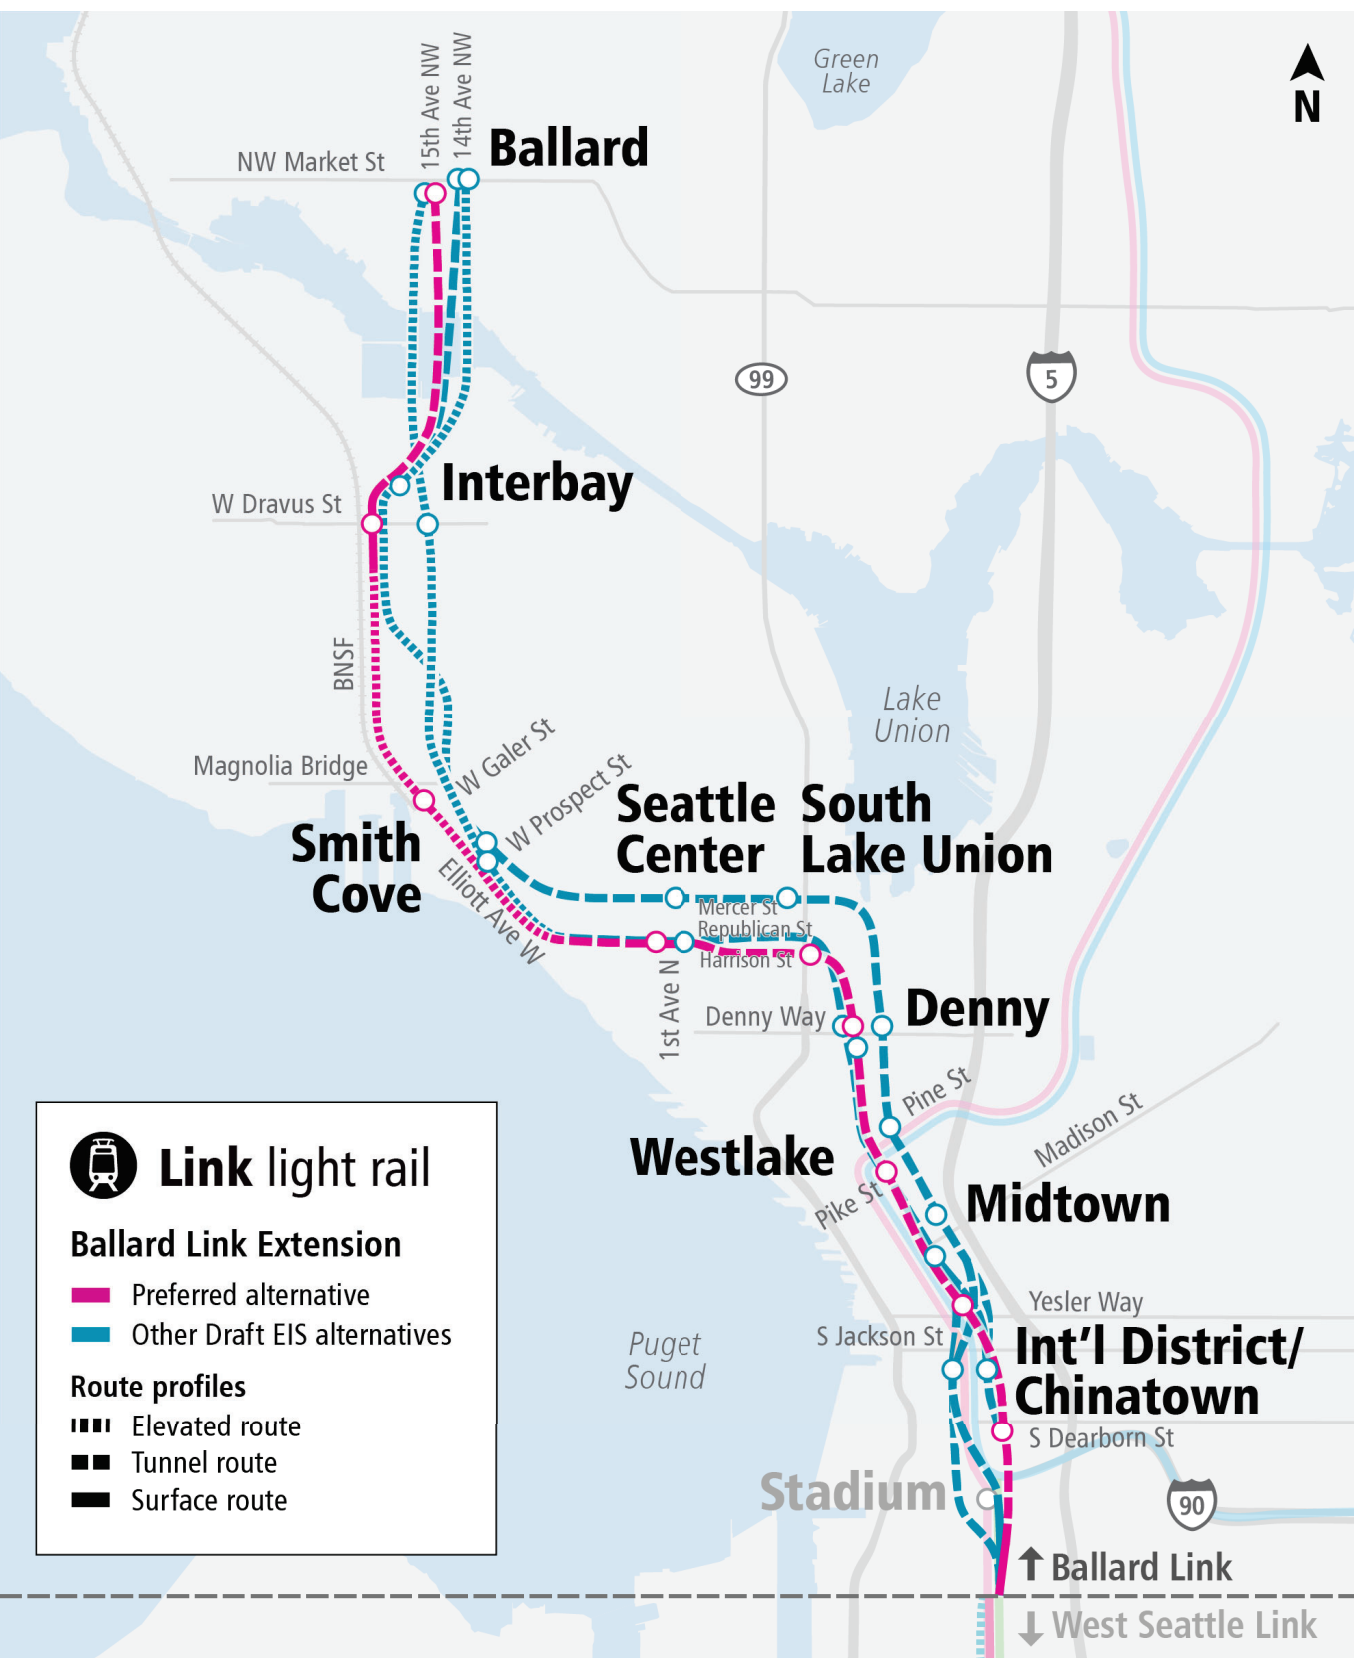 15th Ave NW
14th Ave NW
Green
Lake
N
Ballard
NW Market St
99
5
Interbay
W Dravus St
BNSF
Lake
Union
W Galer St
W Prospect St
Magnolia Bridge
Seattle
Center
South
Lake Union
Smith
Cove
Elliott Ave W
Mercer St
Republican St
Harrison St
1st Ave N
Denny Way
Denny
Pine St
Madison St
Westlake
Pike St
Midtown
Yesler Way
S Jackson St
Int’l District/
Chinatown
S Dearborn St
Puget
Sound
Stadium
90
Ballard Link
West Seattle Link
Link light rail
Ballard Link Extension
Preferred alternative
Other Draft EIS alternatives
Route profiles
Elevated route
Tunnel route
Surface route